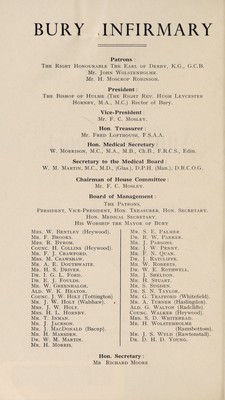 BURY INFIRMARY
Patrons :
THE RIGHT HONOURABLE THE EARL OF DERBY, K.G., G.C.B.
MR. JOHN WOLSTENHOLME.
MR. H. MOSCROP ROBINSON.
President :
THE BISHOP OF HULME (THE RIGHT REV. HUGH LEYCESTER
HORNBY, M.A., M.C.) Rector of Bury.
Vice-President :
MR. F. C. MOSLEY.
Hon. Treasurer :
MR. FRED LOFTHOUSE, F.S.A.A.
Hon. Medical Secretary :
W. MORRISON, M.C., M.A., M.B., Ch.B., F.R.C.S., Edin.
Secretary to the Medical Board :
W. M. MARTIN, M.C., M.D., (Glas.), D.P.H. (Man.), D.R.C.O.G.
Chairman of House Committee :
MR. F. C. MOSLEY.
Board of Management :
THE PATRONS,
PRESIDENT, VICE-PRESIDENT, HON. TREASURER, HON. SECRETARY.
HON. MEDICAL SECRETARY
HIS WORSHIP THE MAYOR OF BURY
MRS. W. BENTLEY (Heywood).
MR. F. BROOKS.
MRS. R. BYROM.
COUNC. H. COLLINS (Heywood)
MR. F. J. CRAWFORD.
MRS. M. CRAWSHAW.
MR. A. E. DOUTHWAITE.
MR. H. S. DRIVER.
DR. J. G. L. FORD.
DR. E. J. FOULDS.
MR. W. GREENHALGH.
ALD. W. K. HEATON.
COUNC. J. W. HOLT (Tottington)
MR. J. W. HOLT (Walshaw).
MRS. W. HOLT.
MRS. H. L. HORNBY.
MR. T. INMAN.
MR. J. JACKSON.
MR. J. MACDONALD (Bacup).
MR. H. MARSDEN.
DR. W. M. MARTIN.
MR. H. MORRIS.
MR. S. E. PALMER
DR. R. W. PARKER.
MR. J. PARSONS.
MR. J. W. PENNY.
MR. F. N. QUAN.
DR. J. RATCLIFFE.
MR. W. ROBERTS.
DR. W. E. ROTHWELL.
MR. J. SHELDON.
MR. H. STUART.
MR. S. SUGDEN.
DR. S. N. TAYLOR.
MR. G. TRAFFORD (Whitefield).
MR. A. TURNER (Haslingden).
ALD. G. WALTON (Radcliffe).
COUNC. WALKER (Heywood).
MRS. S. D. WHITEHEAD.
MR. H. WOLSTENHOLME
(Ramsbottom).
MR. J. S. WYLD (Rawtenstall).
DR. D. H. D. YOUNG.
Hon. Secretary :
MR RICHARD MOORE